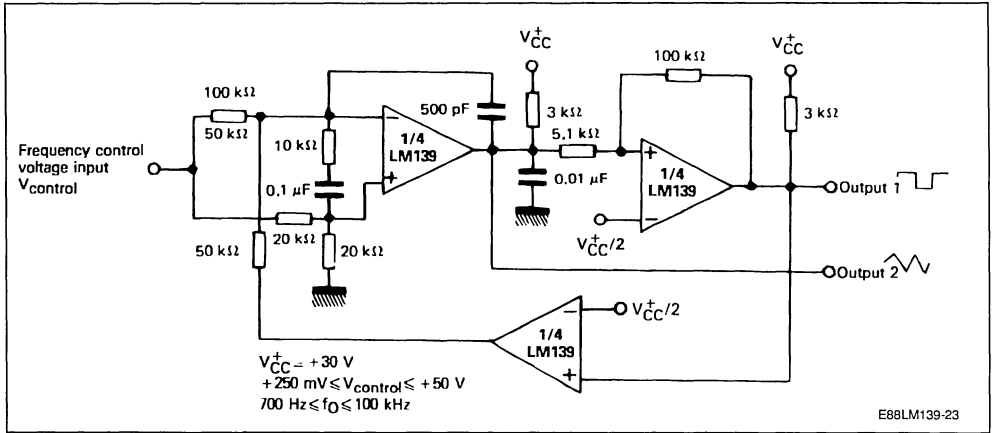 V⁺CC
V⁺CC
100 kΩ
100 kΩ
500 pF
3 kΩ
3 kΩ
50 kΩ
10 kΩ
−
1/4
LM139
+
5,1 kΩ
Frequency control
voltage input
Vcontrol
0,1 μF
0,01 μF
+
1/4
LM139
−
Output 1
20 kΩ
V⁺CC/2
50 kΩ
20 kΩ
Output 2
−
V⁺CC/2
1/4
LM139
+
V⁺CC = +30 V
+250 mV ≤ Vcontrol ≤ +50 V
700 Hz ≤ fO ≤ 100 kHz
E88LM139-23